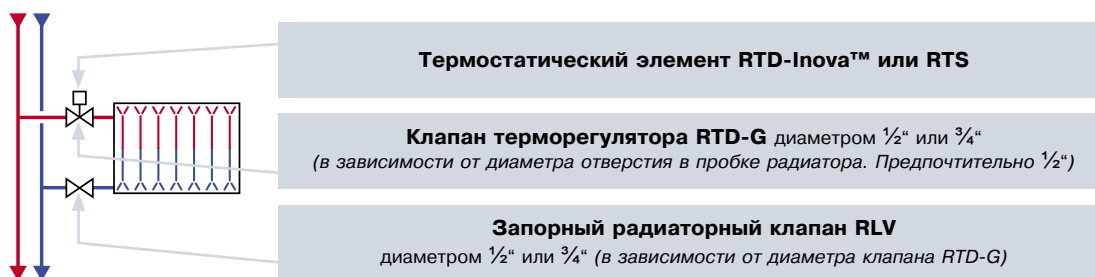 Термостатический элемент RTD-Inova™ или RTS
Клапан терморегулятора RTD-G диаметром ½“ или ¾“
(в зависимости от диаметра отверстия в пробке радиатора. Предпочтительно ½“)
Запорный радиаторный клапан RLV
диаметром ½“ или ¾“ (в зависимости от диаметра клапана RTD-G)